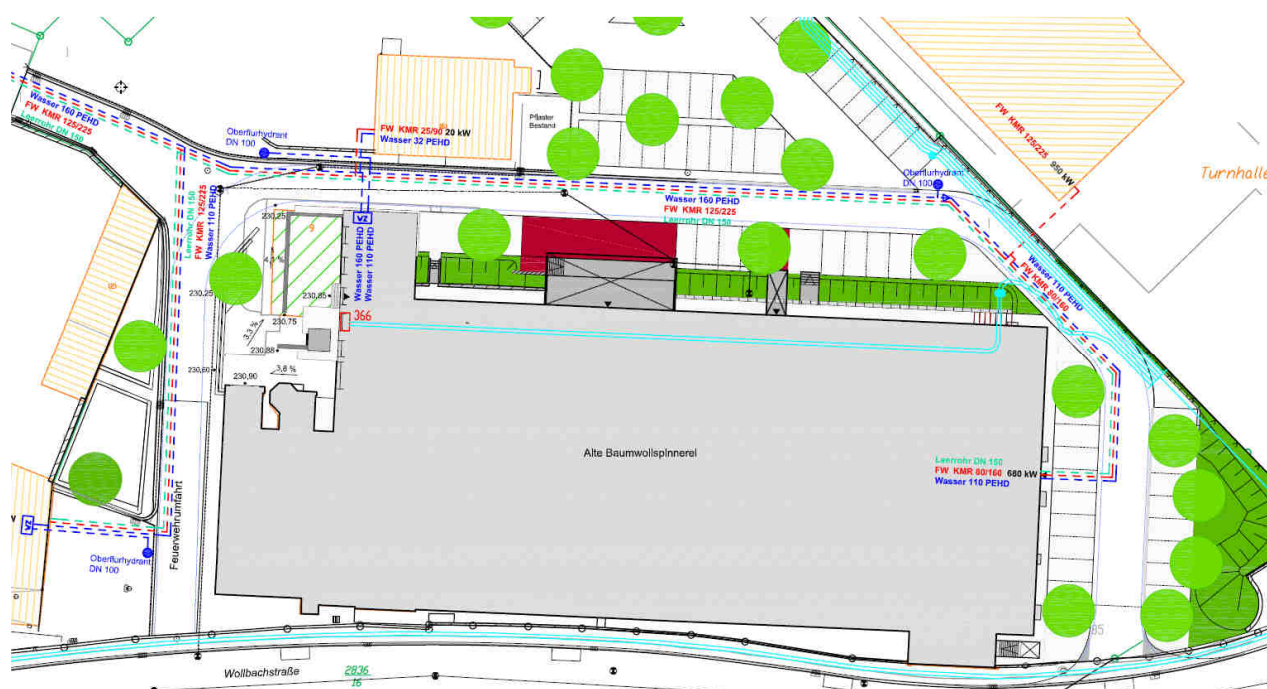 Wasser 160 PEHD
FW KMR 125/225
Leerrohr DN 150
Oberflurhydrant
DN 100
FW KMR 25/90 20 kW
Wasser 32 PEHD
Pflaster
Bestand
FW KMR 125/225
950 kW
Turnhalle
Oberflurhydrant
DN 100
Wasser 160 PEHD
FW KMR 125/225
Leerrohr DN 150
Leerrohr DN 150
FW KMR 125/225
Wasser 110 PEHD
230,25
9
VZ
Wasser 160 PEHD
Wasser 110 PEHD
4,1 %
230,25
230,85
230,75
366
3,3 %
230,88
230,60
3,6 %
230,90
Wasser 110 PEHD
FW KMR 80/160
Alte Baumwollspinnerei
Leerrohr DN 150
FW KMR 80/160 680 kW
Wasser 110 PEHD
VZ
Feuerwehrumfahrt
Oberflurhydrant
DN 100
85
Wollbachstraße
2836
16